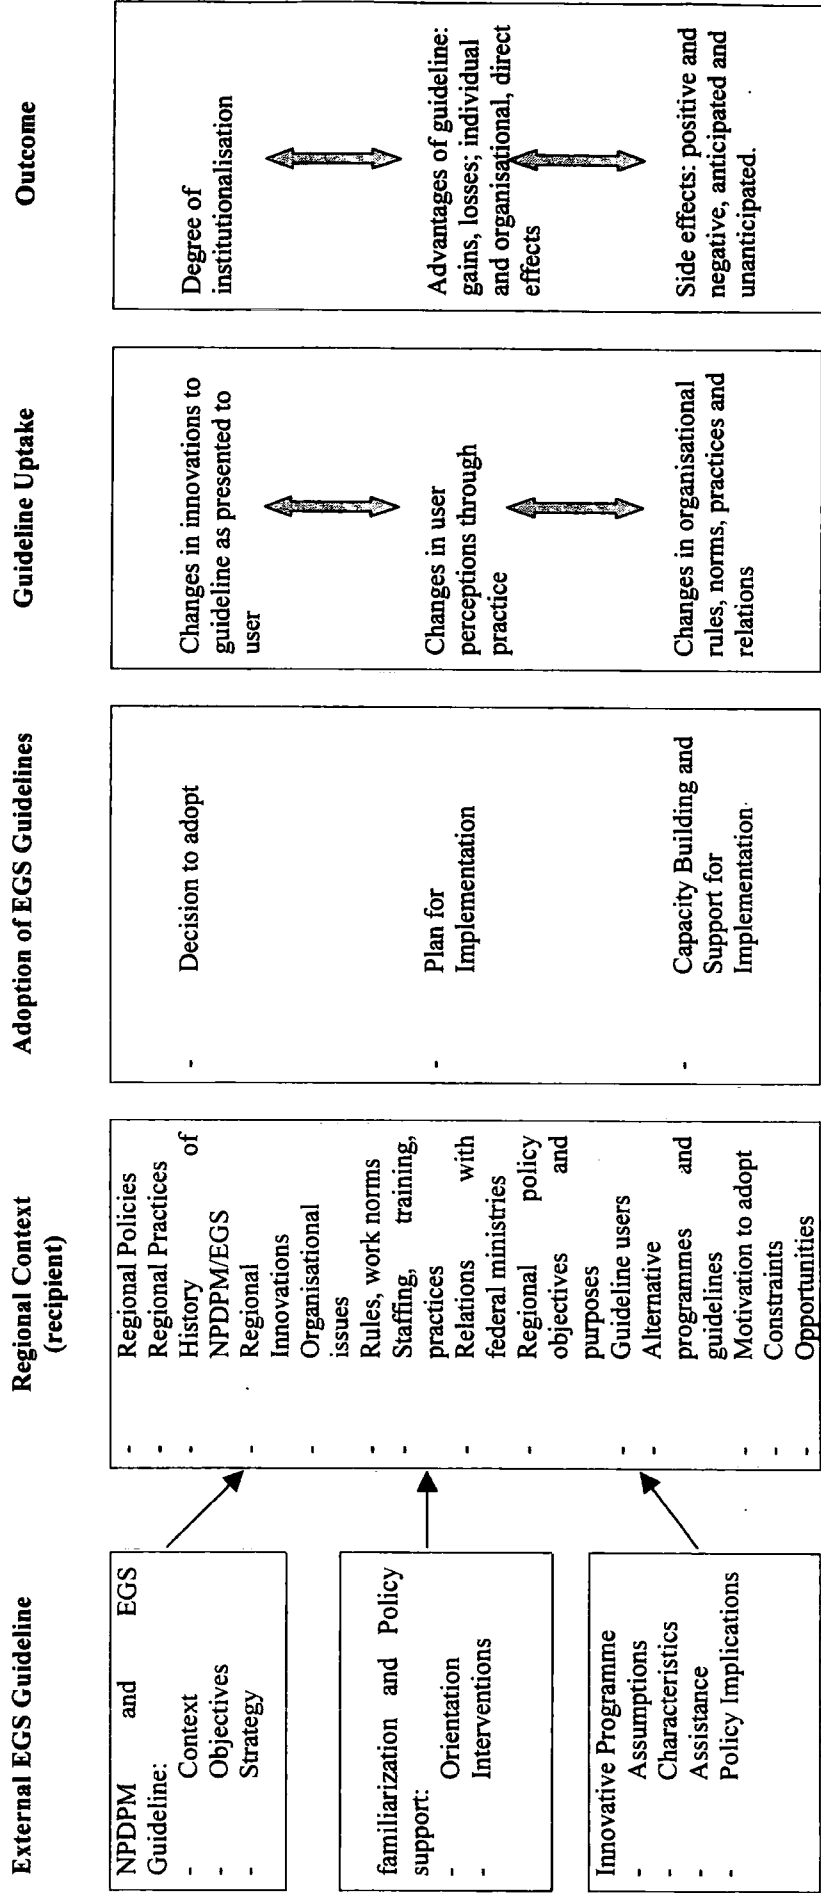 External EGS Guideline
NPDPM and EGS
Guideline:
- Context
- Objectives
- Strategy
familiarization and Policy
support:
- Orientation
- Interventions
Innovative Programme
- Assumptions
- Characteristics
- Assistance
- Policy Implications
Regional Context
(recipient)
- Regional Policies
- Regional Practices
- History of
NPDPM/EGS
- Regional
Innovations
- Organisational
issues
- Rules, work norms
- Staffing, training,
practices
- Relations with
federal ministries
- Regional policy
objectives and
purposes
- Guideline users
- Alternative
programmes and
guidelines
- Motivation to adopt
- Constraints
- Opportunities
Adoption of EGS Guidelines
- Decision to adopt
- Plan for
Implementation
- Capacity Building and
Support for
Implementation
Guideline Uptake
Changes in innovations to
guideline as presented to
user
Changes in user
perceptions through
practice
Changes in organisational
rules, norms, practices and
relations
Outcome
Degree of
institutionalisation
Advantages of guideline:
gains, losses; individual
and organisational, direct
effects
Side effects: positive and
negative, anticipated and
unanticipated.